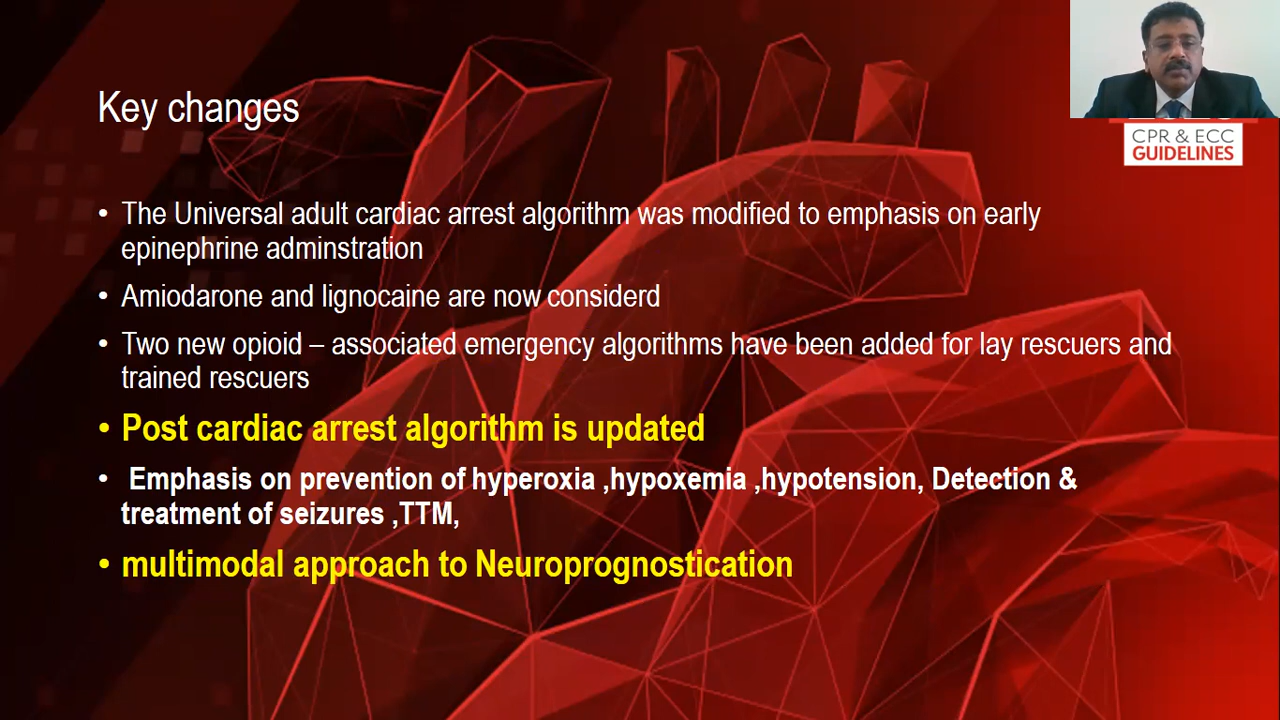 Key changes
CPR & ECC
GUIDELINES
• The Universal adult cardiac arrest algorithm was modified to emphasis on early
epinephrine adminstration
• Amiodarone and lignocaine are now considerd
• Two new opioid – associated emergency algorithms have been added for lay rescuers and
trained rescuers
• Post cardiac arrest algorithm is updated
• Emphasis on prevention of hyperoxia ,hypoxemia ,hypotension, Detection &
treatment of seizures ,TTM,
• multimodal approach to Neuroprognostication